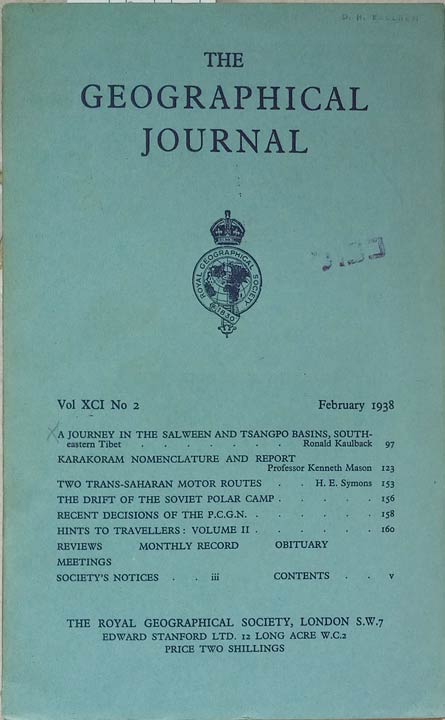 THE
GEOGRAPHICAL
JOURNAL
ROYAL GEOGRAPHICAL SOCIETY
1830
Vol XCI No 2 February 1938
A JOURNEY IN THE SALWEEN AND TSANGPO BASINS, SOUTH-
eastern Tibet . . . . . . . Ronald Kaulback 97
KARAKORAM NOMENCLATURE AND REPORT
Professor Kenneth Mason 123
TWO TRANS-SAHARAN MOTOR ROUTES . . H. E. Symons 153
THE DRIFT OF THE SOVIET POLAR CAMP . . . . . 156
RECENT DECISIONS OF THE P.C.G.N. . . . . . . 158
HINTS TO TRAVELLERS: VOLUME II . . . . . . 160
REVIEWS MONTHLY RECORD OBITUARY
MEETINGS
SOCIETY'S NOTICES . . iii CONTENTS . . v
THE ROYAL GEOGRAPHICAL SOCIETY, LONDON S.W.7
EDWARD STANFORD LTD. 12 LONG ACRE W.C.2
PRICE TWO SHILLINGS